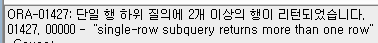 ORA-01427: 단일 행 하위 질의에 2개 이상의 행이 리턴되었습니다.
01427, 00000 - "single-row subquery returns more than one row"